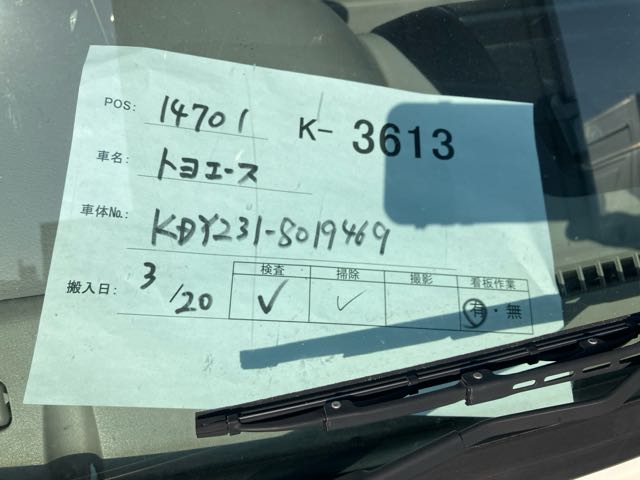 POS: 14701 K-3613
車名: トヨエース
車体No.: KDY231-8019469
搬入日: 3/20
検査 掃除 撮影 看板作業
✓ ✓ 有・無